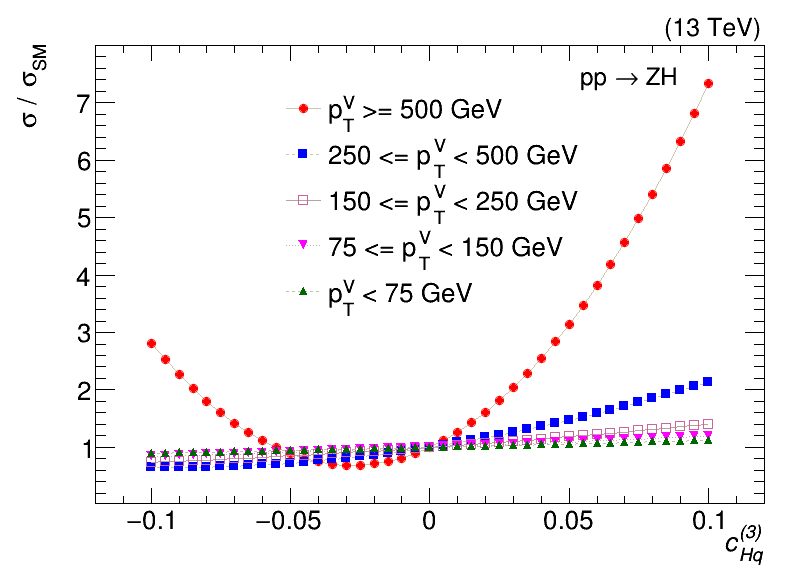 (13 TeV)
σ / σ_SM
pp → ZH
p_T^V >= 500 GeV
250 <= p_T^V < 500 GeV
150 <= p_T^V < 250 GeV
75 <= p_T^V < 150 GeV
p_T^V < 75 GeV
7
6
5
4
3
2
1
−0.1 −0.05 0 0.05 0.1
c_Hq^(3)